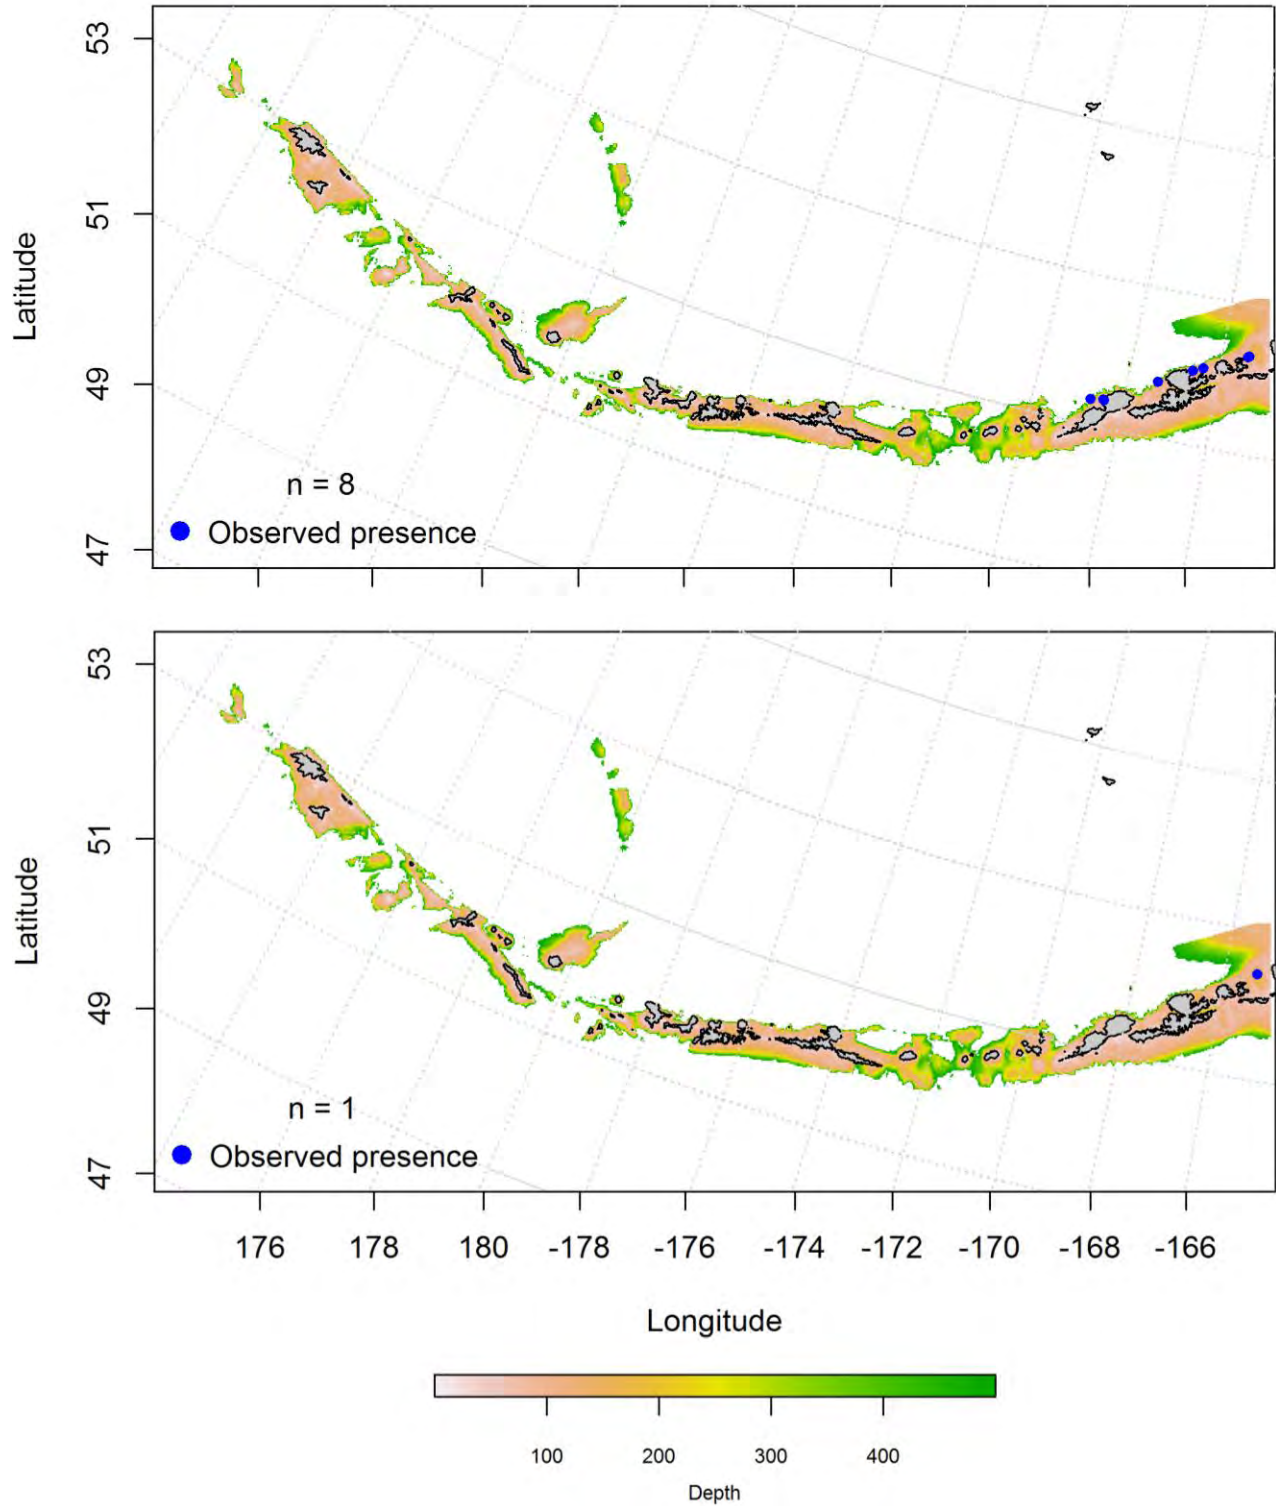 53
51
49
47
Latitude
n = 8
Observed presence
53
51
49
47
Latitude
n = 1
Observed presence
176 178 180 -178 -176 -174 -172 -170 -168 -166
Longitude
100 200 300 400
Depth